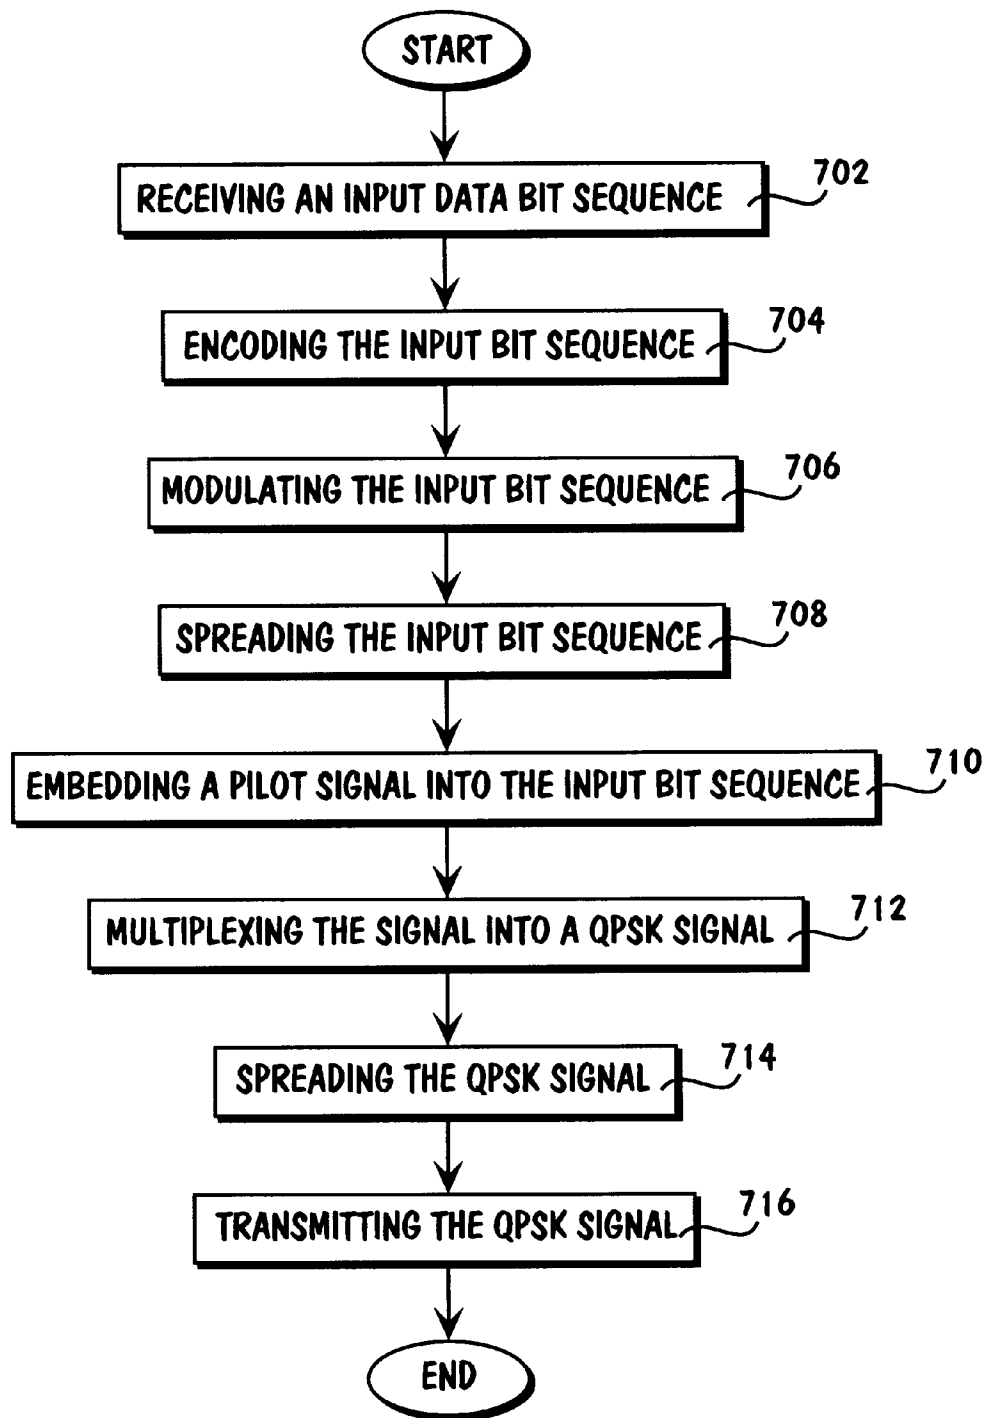 START
RECEIVING AN INPUT DATA BIT SEQUENCE
702
ENCODING THE INPUT BIT SEQUENCE
704
MODULATING THE INPUT BIT SEQUENCE
706
SPREADING THE INPUT BIT SEQUENCE
708
EMBEDDING A PILOT SIGNAL INTO THE INPUT BIT SEQUENCE
710
MULTIPLEXING THE SIGNAL INTO A QPSK SIGNAL
712
SPREADING THE QPSK SIGNAL
714
TRANSMITTING THE QPSK SIGNAL
716
END